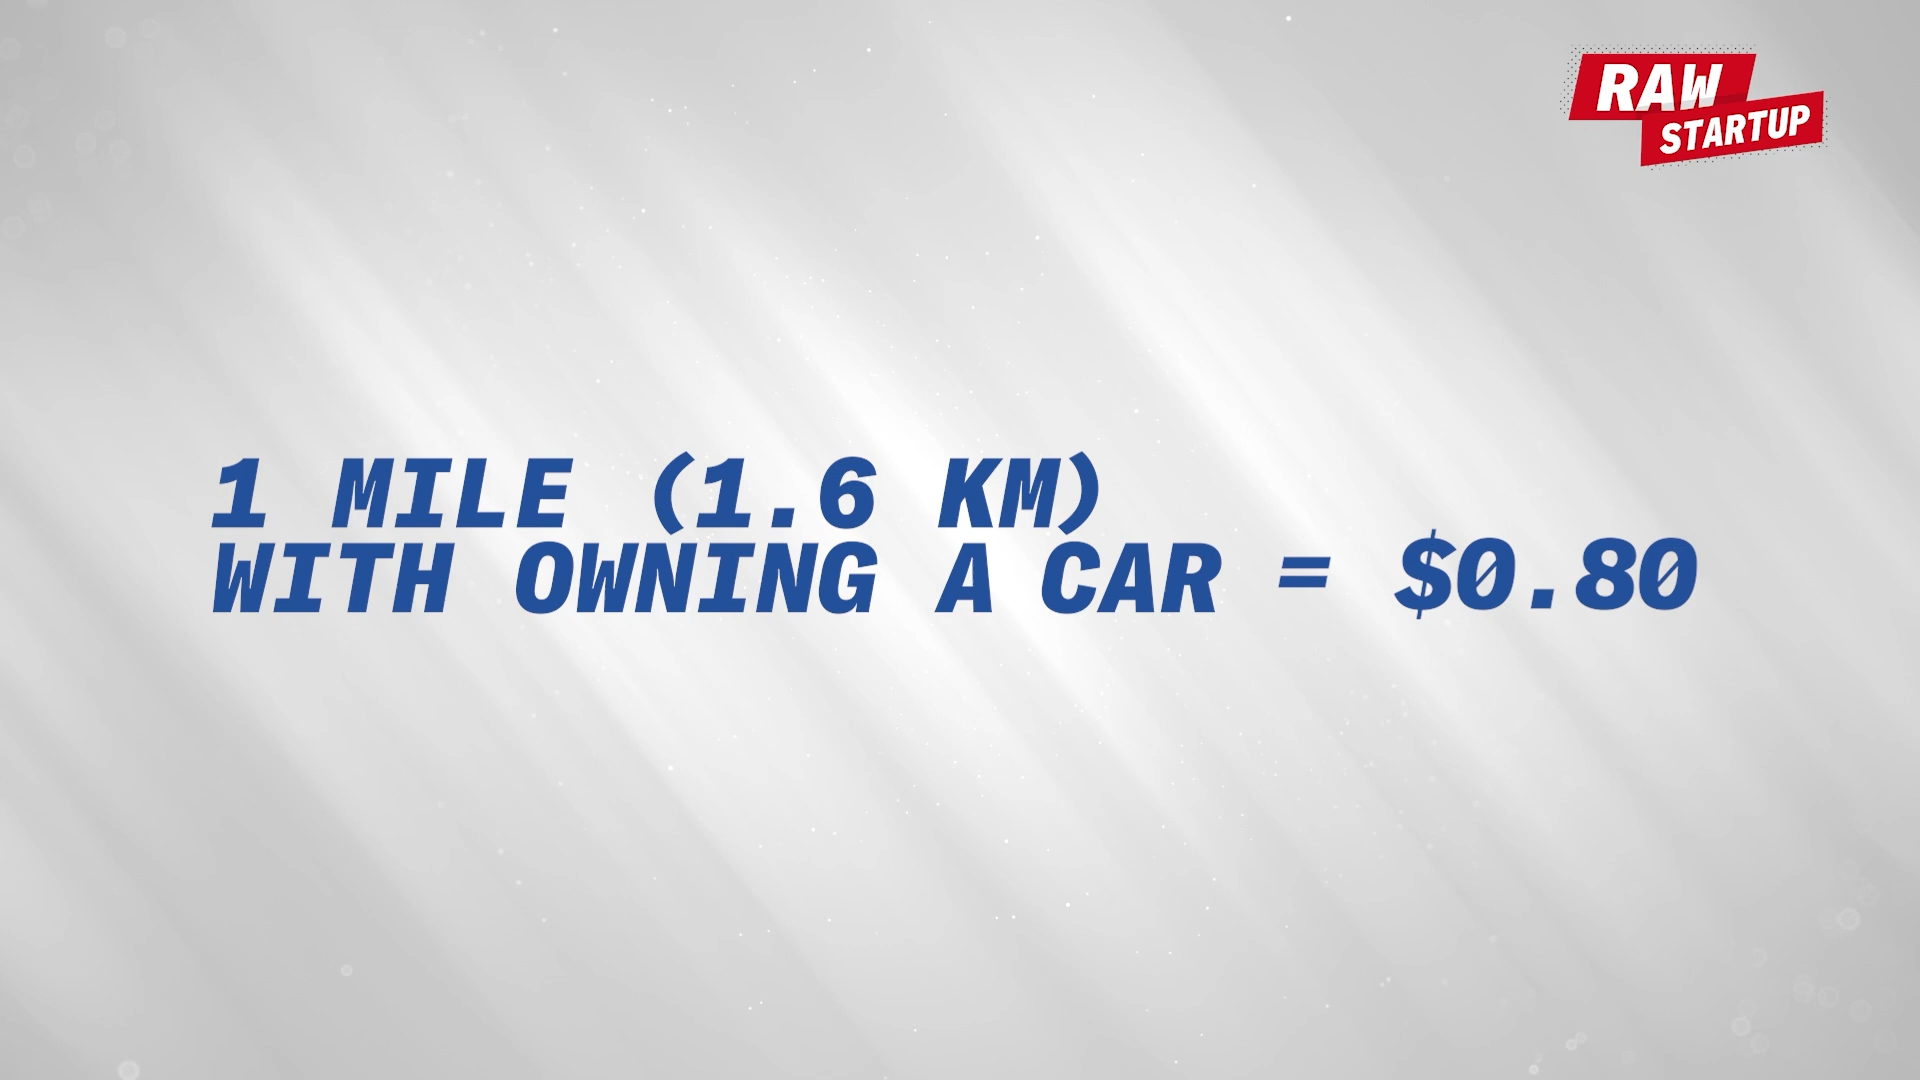 RAW
STARTUP
1 MILE (1.6 KM)
WITH OWNING A CAR = $0.80